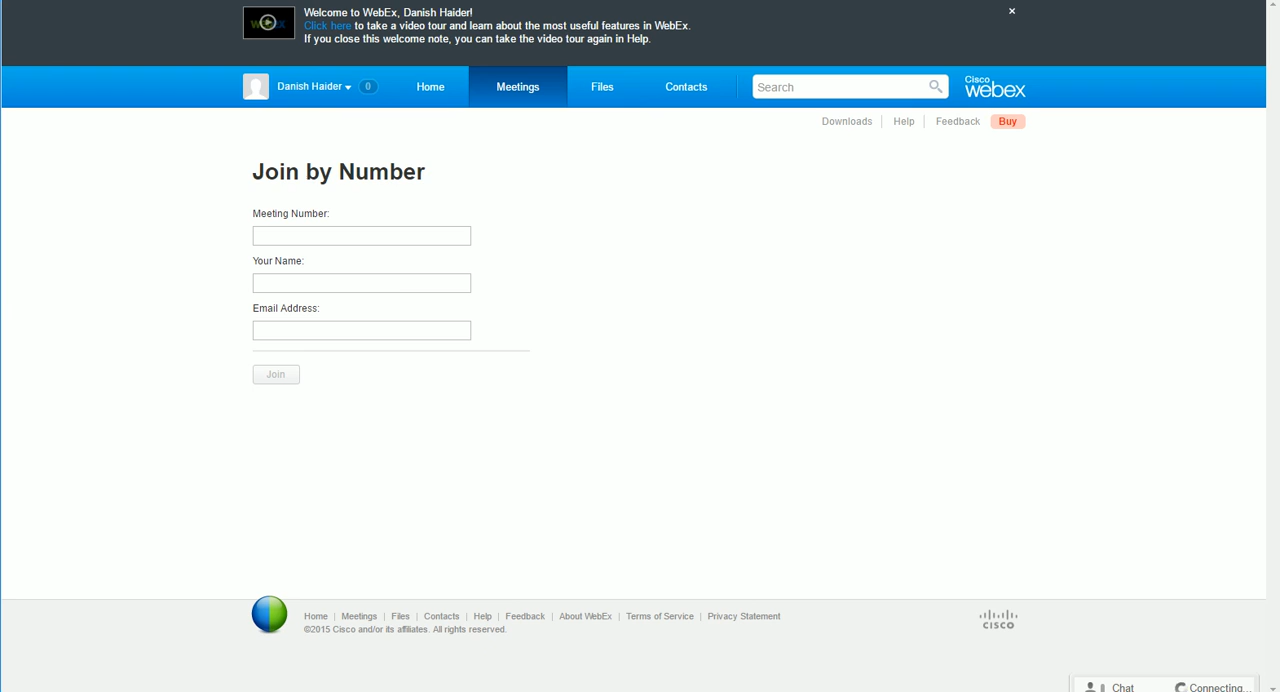 Welcome to WebEx, Danish Haider!
Click here to take a video tour and learn about the most useful features in WebEx.
If you close this welcome note, you can take the video tour again in Help.
Danish Haider 0 Home Meetings Files Contacts Search Cisco webex
Downloads Help Feedback Buy
Join by Number
Meeting Number:
Your Name:
Email Address:
Join
Home | Meetings | Files | Contacts | Help | Feedback | About WebEx | Terms of Service | Privacy Statement
©2015 Cisco and/or its affiliates. All rights reserved.
CISCO
Chat Connecting...